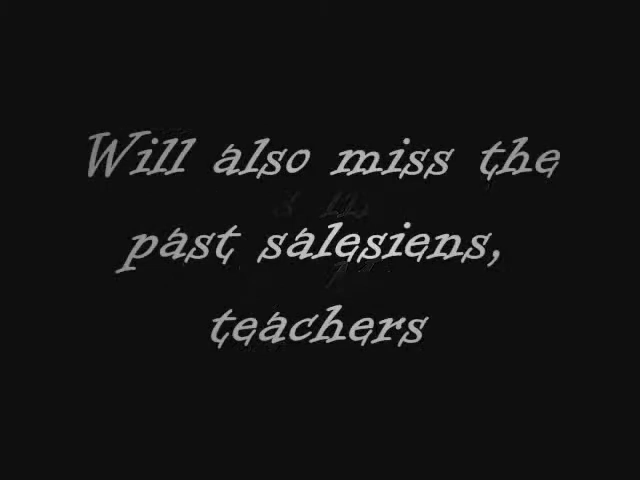 Will also miss the
past salesiens,
teachers